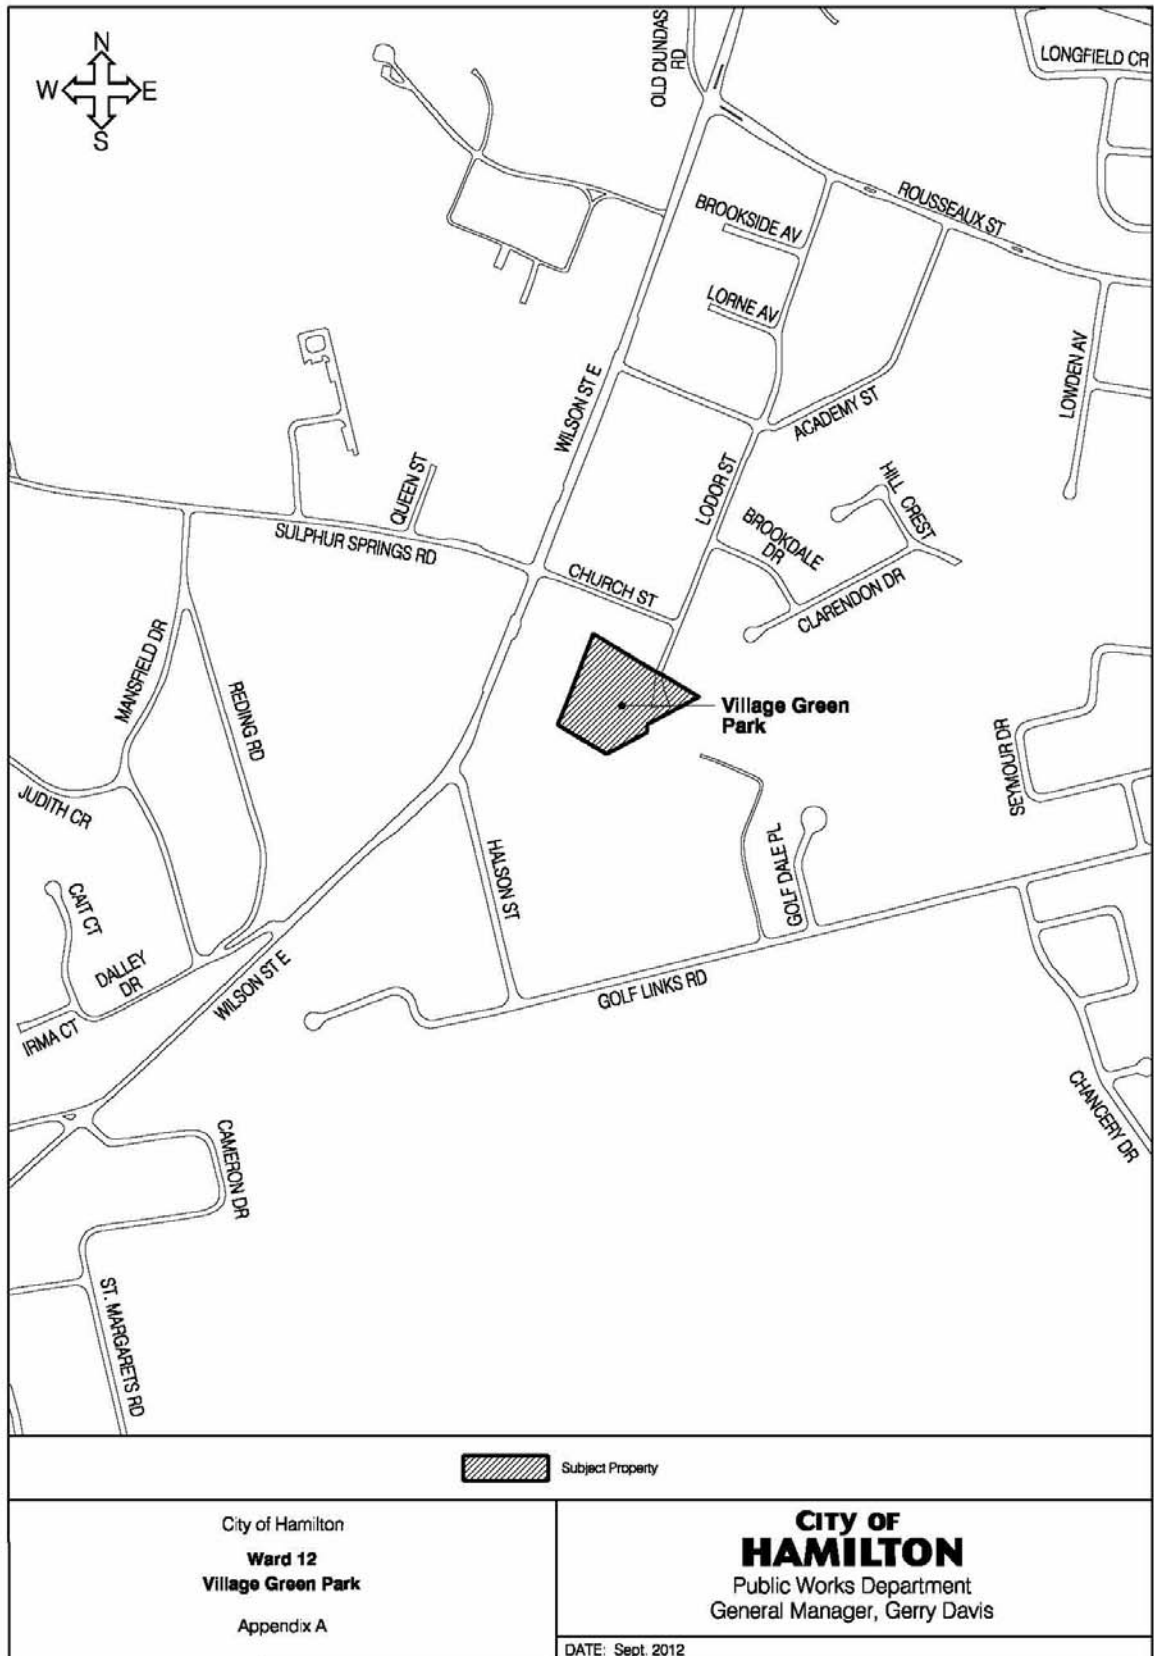 N
W E
S
OLD DUNDAS
RD
LONGFIELD CR
BROOKSIDE AV
ROUSSEAUX ST
LORNE AV
LOWDEN AV
WILSON ST E
ACADEMY ST
QUEEN ST
LODOR ST
HILL CREST
BROOKDALE
DR
SULPHUR SPRINGS RD
CHURCH ST
CLARENDON DR
MANSFIELD DR
REDING RD
Village Green
Park
SEYMOUR DR
JUDITH CR
HALSON ST
GOLF DALE PL
CAIT CT
DALLEY
DR
WILSON ST E
GOLF LINKS RD
IRMA CT
CHANCERY DR
CAMERON DR
ST. MARGARETS RD
Subject Property
City of Hamilton
Ward 12
Village Green Park
Appendix A
CITY OF
HAMILTON
Public Works Department
General Manager, Gerry Davis
DATE: Sept. 2012